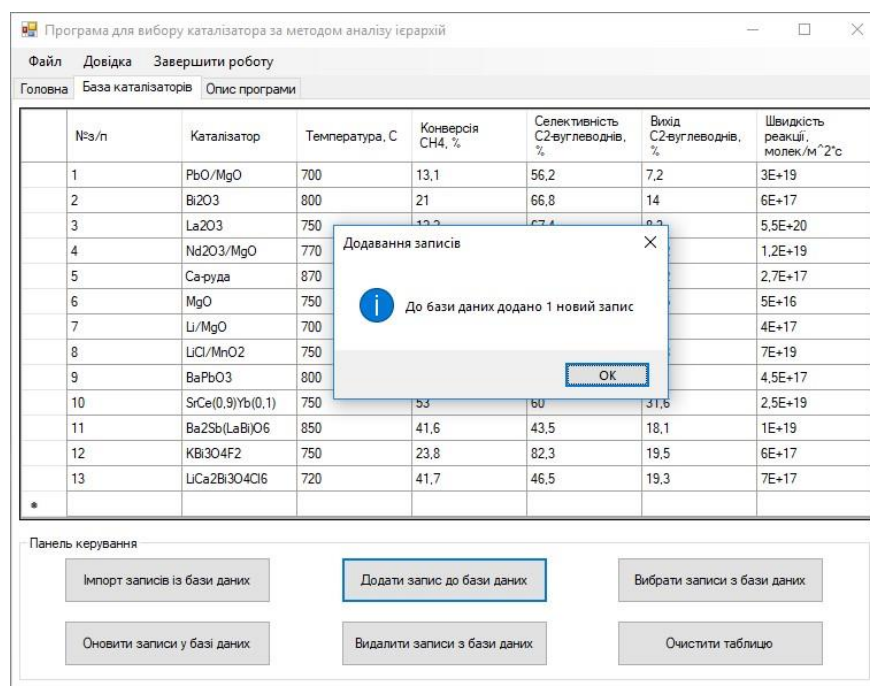 Програма для вибору каталізатора за методом аналізу ієрархій
Файл Довідка Завершити роботу
Головна База каталізаторів Опис програми
№з/п Каталізатор Температура, С Конверсія CH4, % Селективність С2-вуглеводнів, % Вихід С2-вуглеводнів, % Швидкість реакції, молек/м^2*с
1 PbO/MgO 700 13,1 56,2 7,2 3E+19
2 Bi2O3 800 21 66,8 14 6E+17
3 La2O3 750 5,5E+20
4 Nd2O3/MgO 770 1,2E+19
5 Ca-руда 870 2,7E+17
6 MgO 750 5E+16
7 Li/MgO 700 4E+17
8 LiCl/MnO2 750 7E+19
9 BaPbO3 800 4,5E+17
10 SrCe(0,9)Yb(0,1) 750 53 60 31,6 2,5E+19
11 Ba2Sb(LaBi)O6 850 41,6 43,5 18,1 1E+19
12 KBi3O4F2 750 23,8 82,3 19,5 6E+17
13 LiCa2Bi3O4Cl6 720 41,7 46,5 19,3 7E+17
Додавання записів
До бази даних додано 1 новий запис
OK
Панель керування
Імпорт записів із бази даних Додати запис до бази даних Вибрати записи з бази даних
Оновити записи у базі даних Видалити записи з бази даних Очистити таблицю